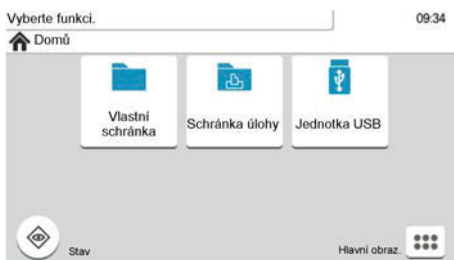 Vyberte funkci.
09:34
Domů
Vlastní
schránka
Schránka úlohy
Jednotka USB
Stav
Hlavní obraz.